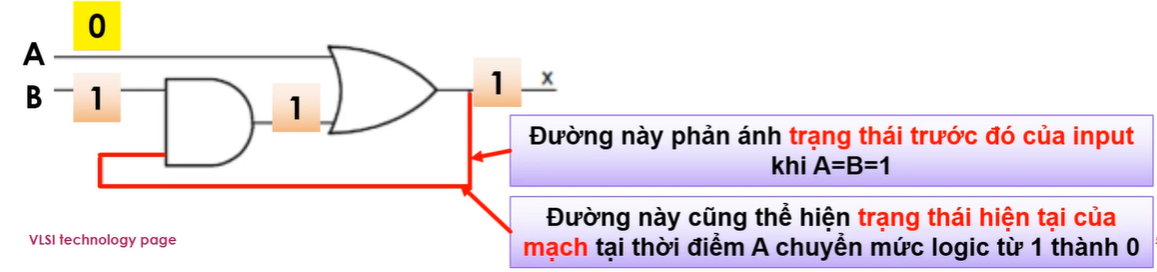 0
A
B
1
1
1
x
Đường này phản ánh trạng thái trước đó của input
khi A=B=1
Đường này cũng thể hiện trạng thái hiện tại của
mạch tại thời điểm A chuyển mức logic từ 1 thành 0
VLSI technology page